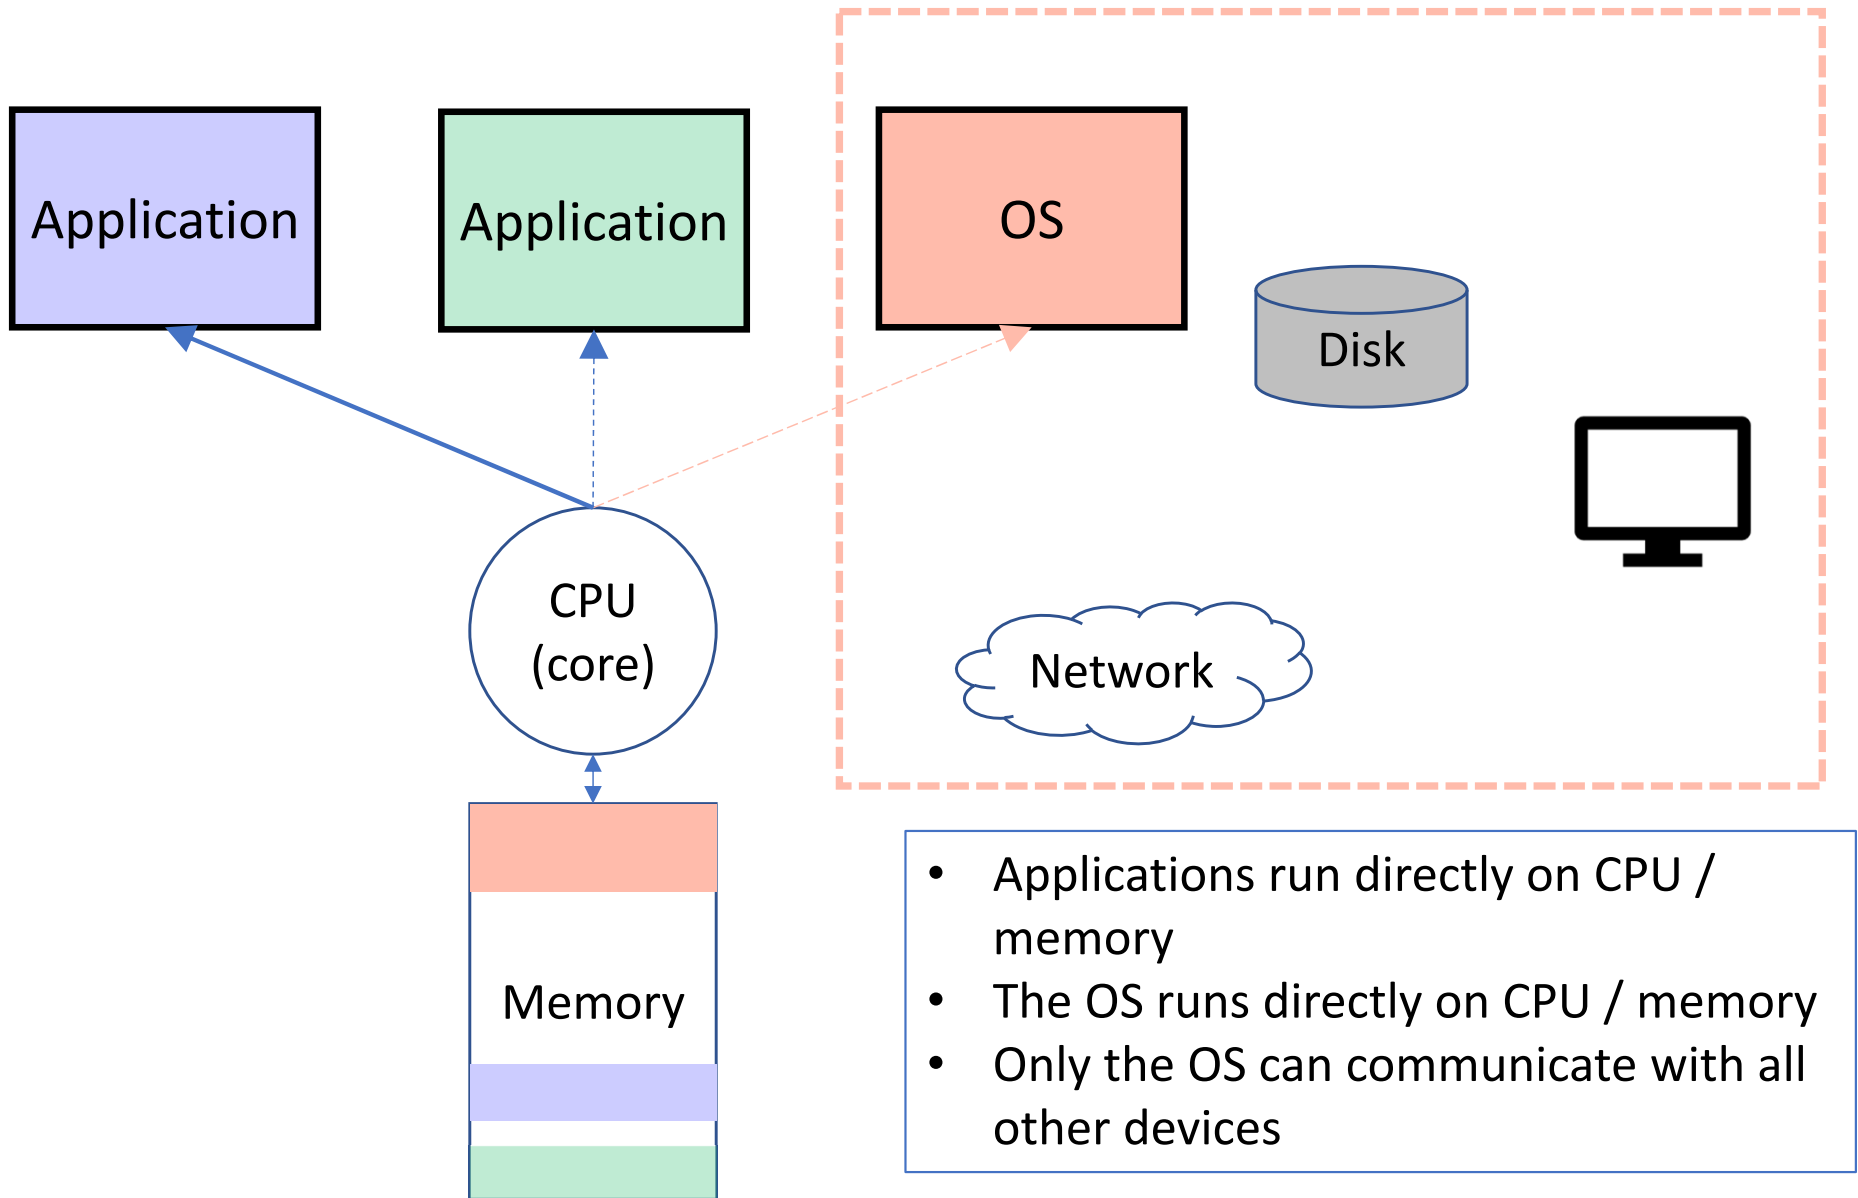 Application
Application
OS
Disk
CPU
(core)
Network
Memory
• Applications run directly on CPU /
memory
• The OS runs directly on CPU / memory
• Only the OS can communicate with all
other devices